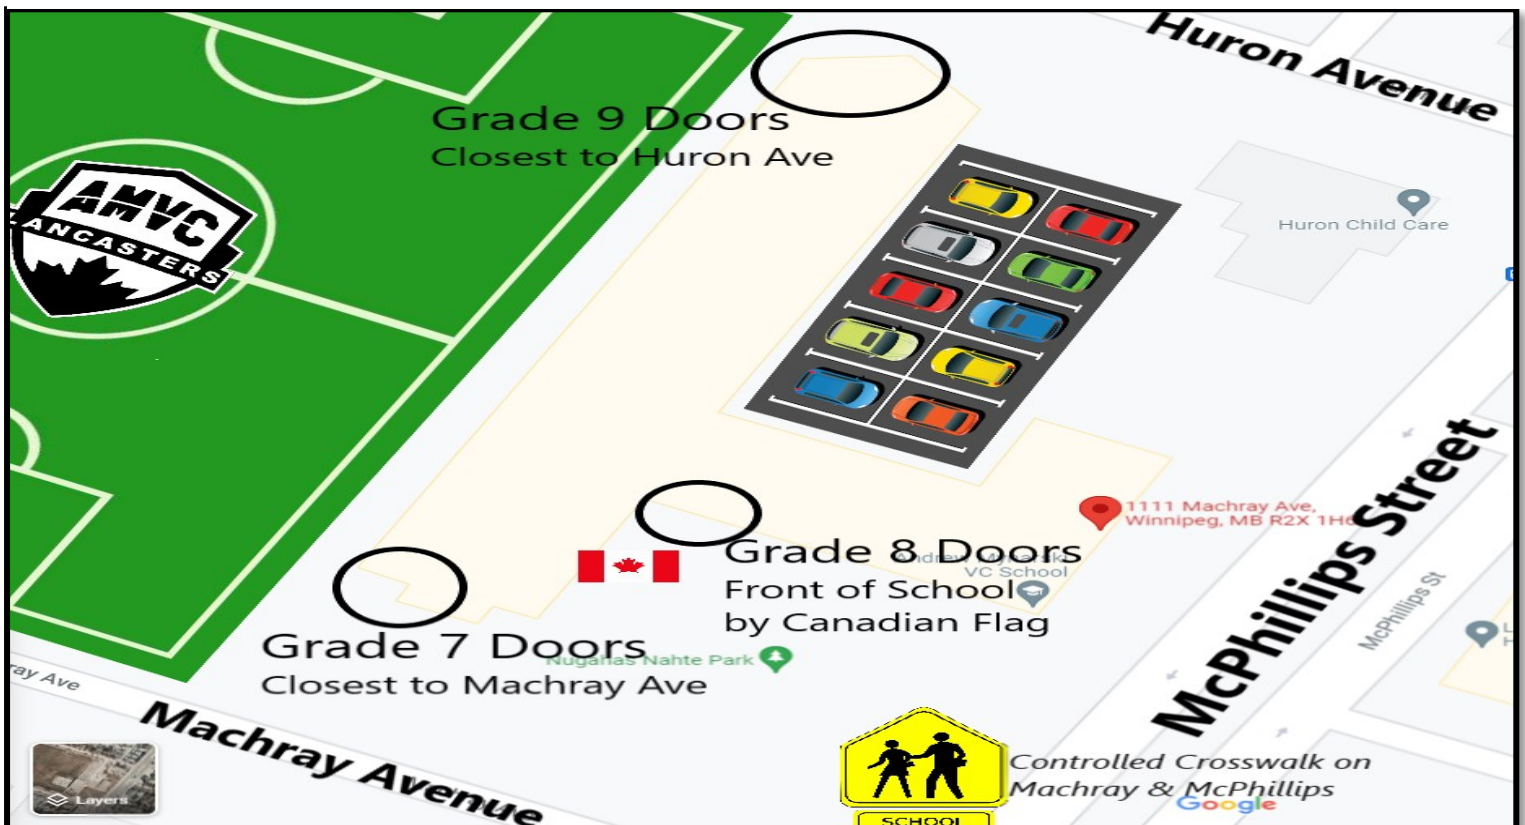 Huron Avenue
Grade 9 Doors
Closest to Huron Ave
AMVC
LANCASTERS
Huron Child Care
McPhillips Street
1111 Machray Ave,
Winnipeg, MB R2X 1H6
Grade 8 Doors
VC School
Front of School
by Canadian Flag
McPhillips St
Grade 7 Doors
Nahte Park
Closest to Machray Ave
ray Ave
Machray Avenue
Layers
Controlled Crosswalk on
Machray & McPhillips
Google
SCHOOL